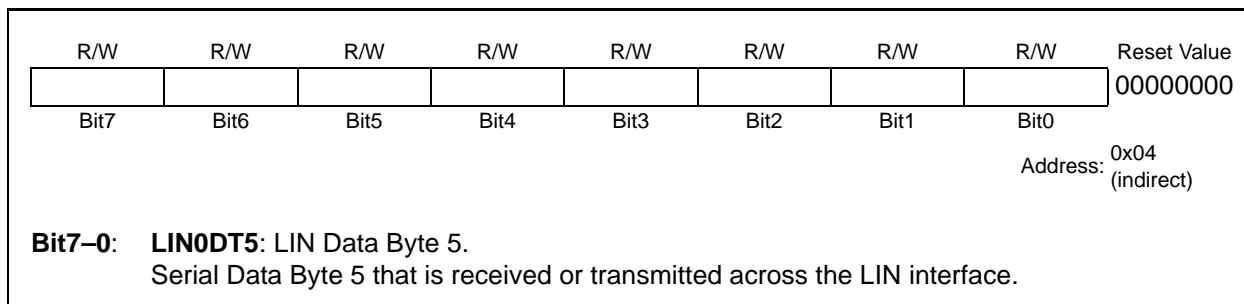 R/W R/W R/W R/W R/W R/W R/W R/W Reset Value
00000000
Bit7 Bit6 Bit5 Bit4 Bit3 Bit2 Bit1 Bit0
Address: 0x04
(indirect)
Bit7–0: LIN0DT5: LIN Data Byte 5.
Serial Data Byte 5 that is received or transmitted across the LIN interface.